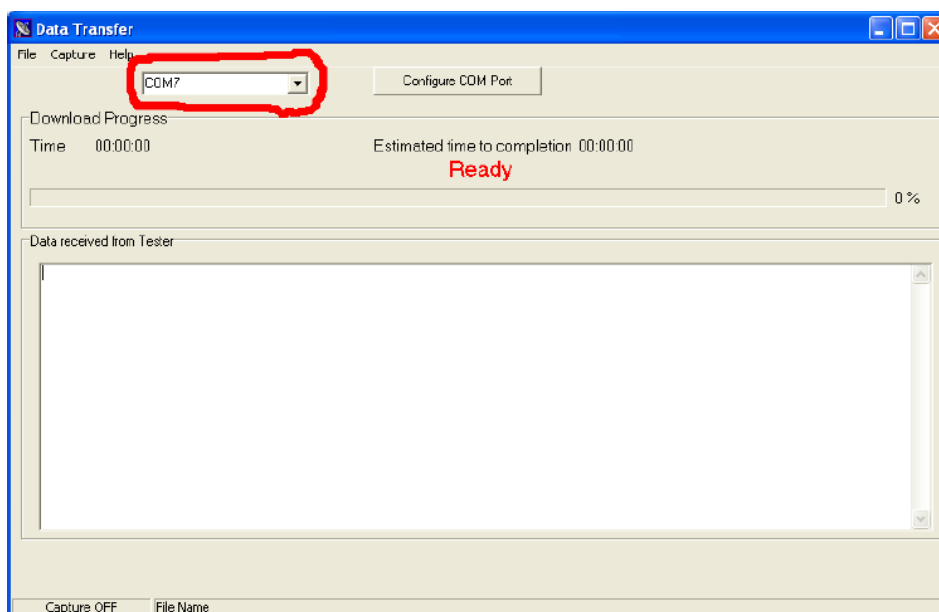 Data Transfer
File Capture Help
COM7 Configure COM Port
Download Progress
Time 00:00:00 Estimated time to completion 00:00:00
Ready
0 %
Data received from Tester
Capture OFF File Name